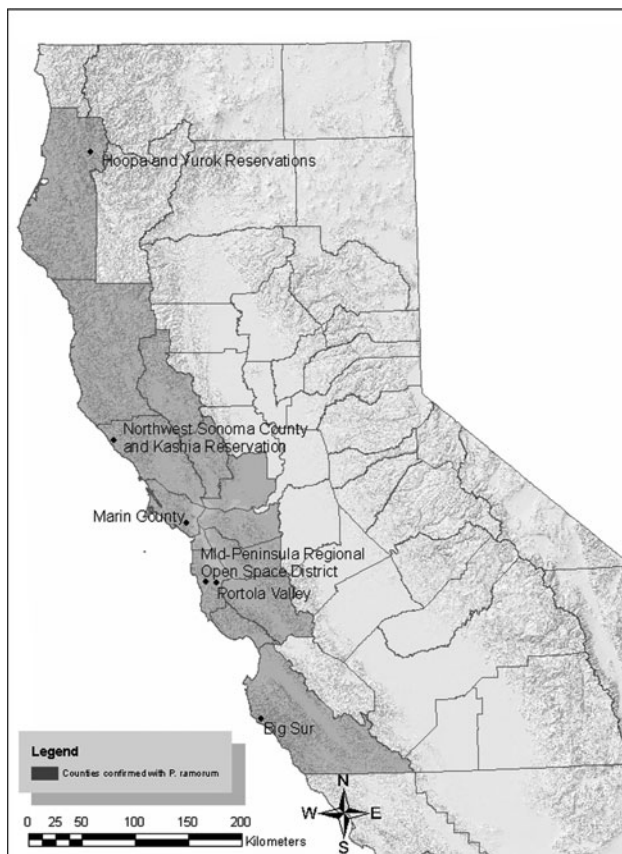 Hoopa and Yurok Reservations
Northwest Sonoma County
and Kashia Reservation
Marin County
Mid-Peninsula Regional
Open Space District
Portola Valley
Big Sur
Legend
Counties confirmed with P. ramorum
N
W
E
S
0 25 50 100 150 200
Kilometers